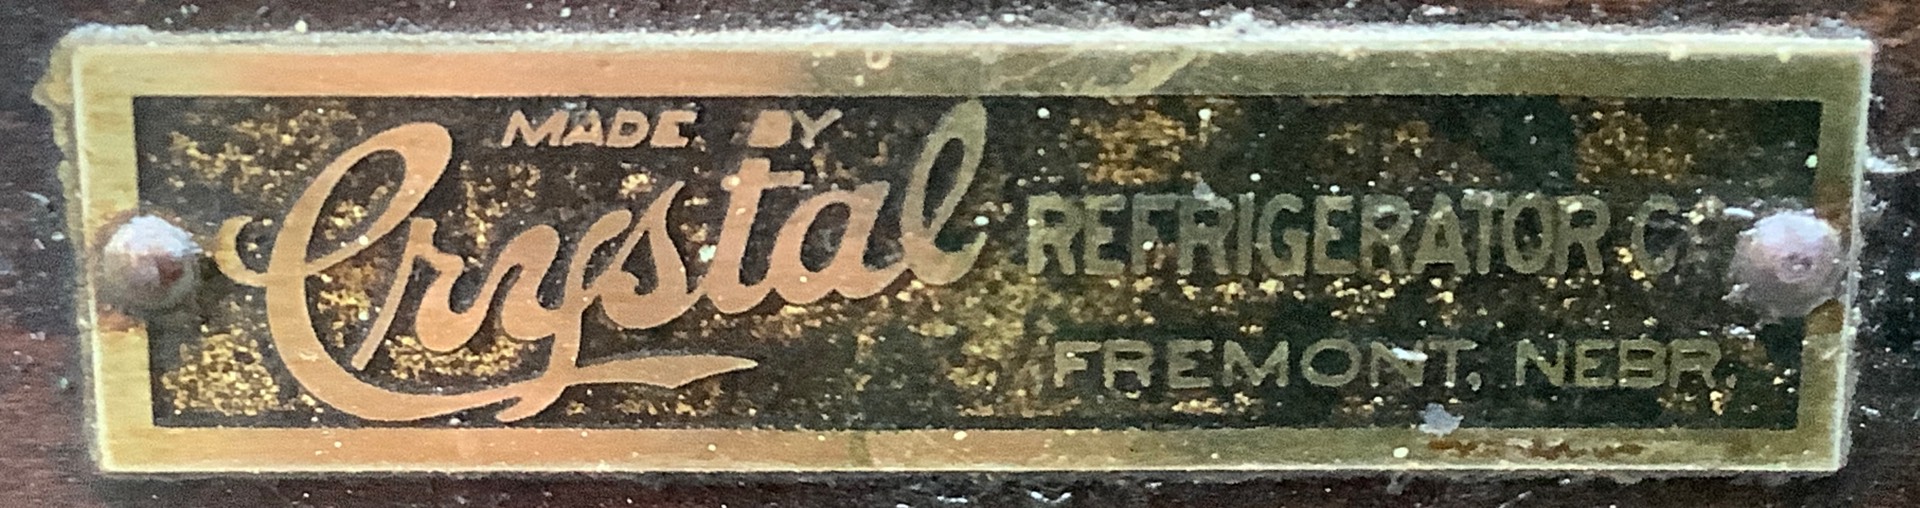 MADE BY
Crystal REFRIGERATOR C
FREMONT, NEBR.